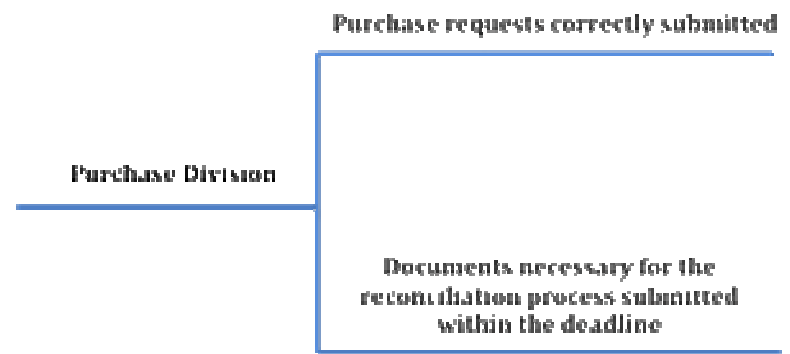 Purchase requests correctly submitted
Purchase Division
Documents necessary for the
reconciliation process submitted
within the deadline